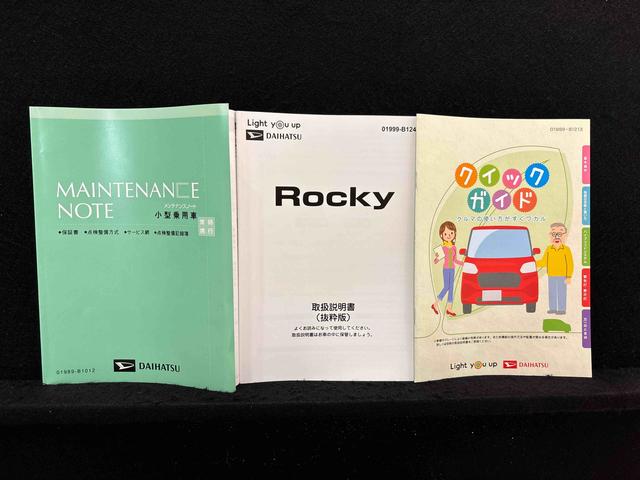 MAINTENANCE
NOTE
メンテナンスノート
小型乗用車
常時
携行
●保証書 ●点検整備方式 ●サービス網 ●点検整備記録簿
01999-B1012
DAIHATSU
Light you up
DAIHATSU
01999-B124
Rocky
取扱説明書
(抜粋版)
よくお読みになって使用してください。
取扱説明書はお車の中に保管しましょう。
01999-B1213
クイック
ガイド
クルマの使い方がすぐワカル
Light you up
DAIHATSU